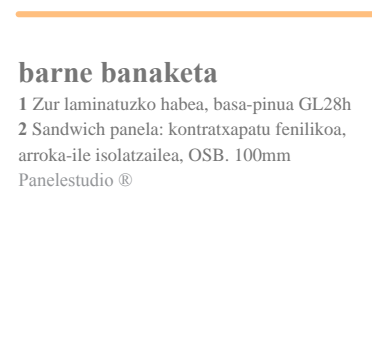 barne banaketa
1 Zur laminatuzko habea, basa-pinua GL28h
2 Sandwich panela: kontratxapatu fenilikoa,
arroka-ile isolatzailea, OSB. 100mm
Panelestudio ®